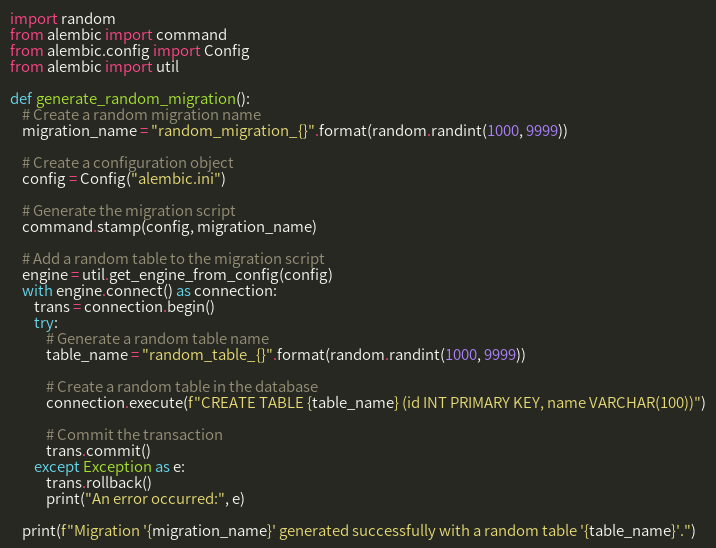 import random
from alembic import command
from alembic.config import Config
from alembic import util

def generate_random_migration():
    # Create a random migration name
    migration_name = "random_migration_{}".format(random.randint(1000, 9999))

    # Create a configuration object
    config = Config("alembic.ini")

    # Generate the migration script
    command.stamp(config, migration_name)

    # Add a random table to the migration script
    engine = util.get_engine_from_config(config)
    with engine.connect() as connection:
        trans = connection.begin()
        try:
            # Generate a random table name
            table_name = "random_table_{}".format(random.randint(1000, 9999))

            # Create a random table in the database
            connection.execute(f"CREATE TABLE {table_name} (id INT PRIMARY KEY, name VARCHAR(100))")

            # Commit the transaction
            trans.commit()
        except Exception as e:
            trans.rollback()
            print("An error occurred:", e)

    print(f"Migration '{migration_name}' generated successfully with a random table '{table_name}'.")